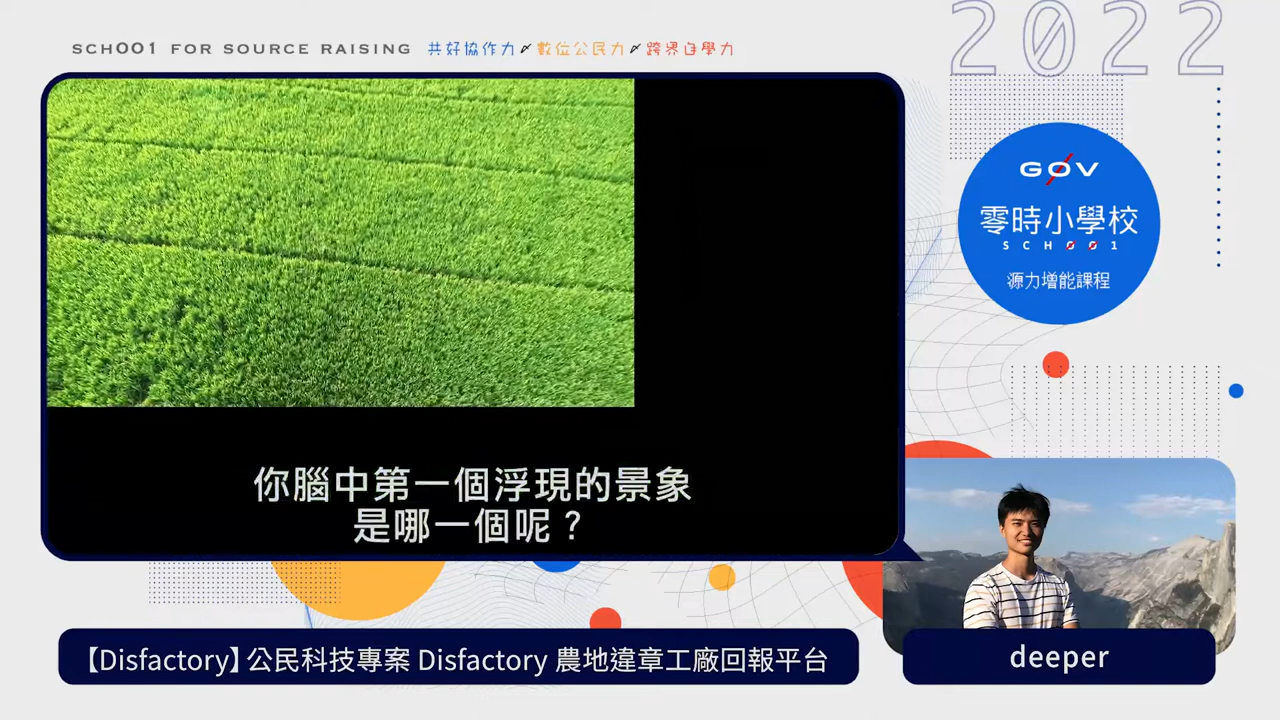 SCHOO1 FOR SOURCE RAISING 共好協作力 數位公民力 跨界自學力
2022
GOV
零時小學校
SCHOO1
源力增能課程
你腦中第一個浮現的景象
是哪一個呢？
【Disfactory】公民科技專案 Disfactory 農地違章工廠回報平台
deeper